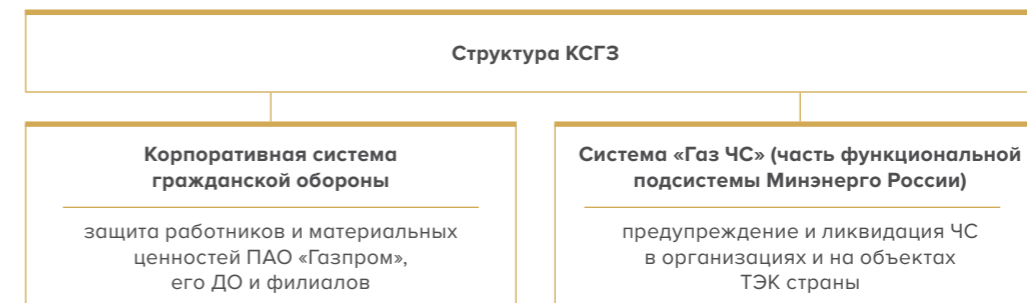 Структура КСГЗ
Корпоративная система
гражданской обороны
защита работников и материальных
ценностей ПАО «Газпром»,
его ДО и филиалов
Система «Газ ЧС» (часть функциональной
подсистемы Минэнерго России)
предупреждение и ликвидация ЧС
в организациях и на объектах
ТЭК страны